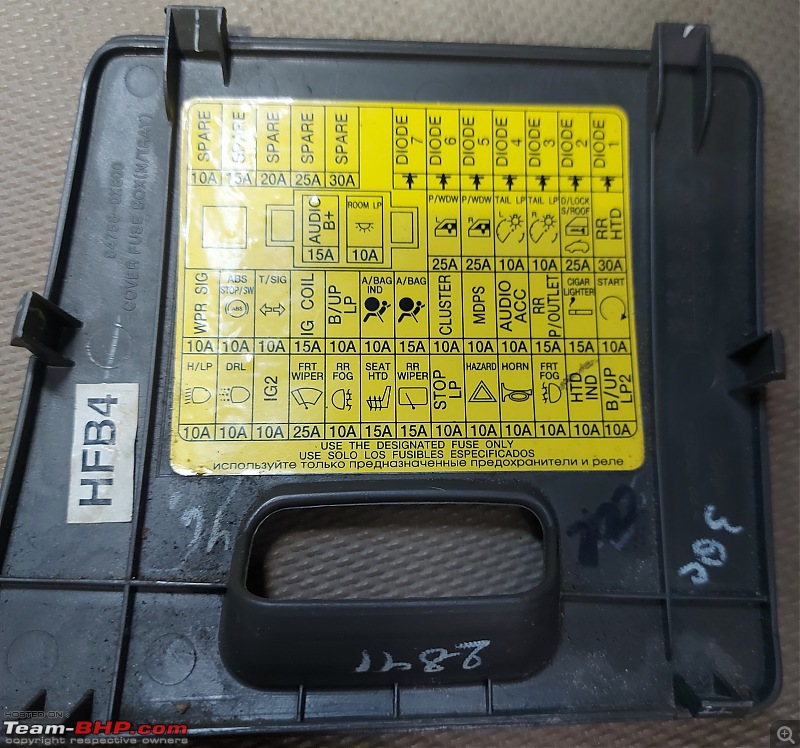 SPARE SPARE SPARE SPARE SPARE DIODE 7 DIODE 6 DIODE 5 DIODE 4 DIODE 3 DIODE 2 DIODE 1
10A 15A 20A 25A 30A
AUDIO B+ ROOM LP P/WDW P/WDW TAIL LP TAIL LP D/LOCK S/ROOF RR HTD
L R L R
15A 10A 25A 25A 10A 10A 25A 30A
WPR SIG ABS STOP/SW T/SIG IG COIL B/UP LP A/BAG IND A/BAG CLUSTER MDPS AUDIO ACC RR P/OUTLET CIGAR LIGHTER START
ABS
10A 10A 10A 15A 10A 10A 15A 10A 10A 10A 15A 15A 10A
H/LP DRL IG2 FRT WIPER RR FOG SEAT HTD RR WIPER STOP LP HAZARD HORN FRT FOG HTD IND B/UP LP2
10A 10A 10A 25A 10A 15A 15A 10A 10A 10A 10A 10A 10A
USE THE DESIGNATED FUSE ONLY
USE SOLO LOS FUSIBLES ESPECIFICADOS
используйте только предназначенные предохранители и реле
COVER FUSE BOX
HFB4
HOSTED ON
Team-BHP.com
copyright respective owners